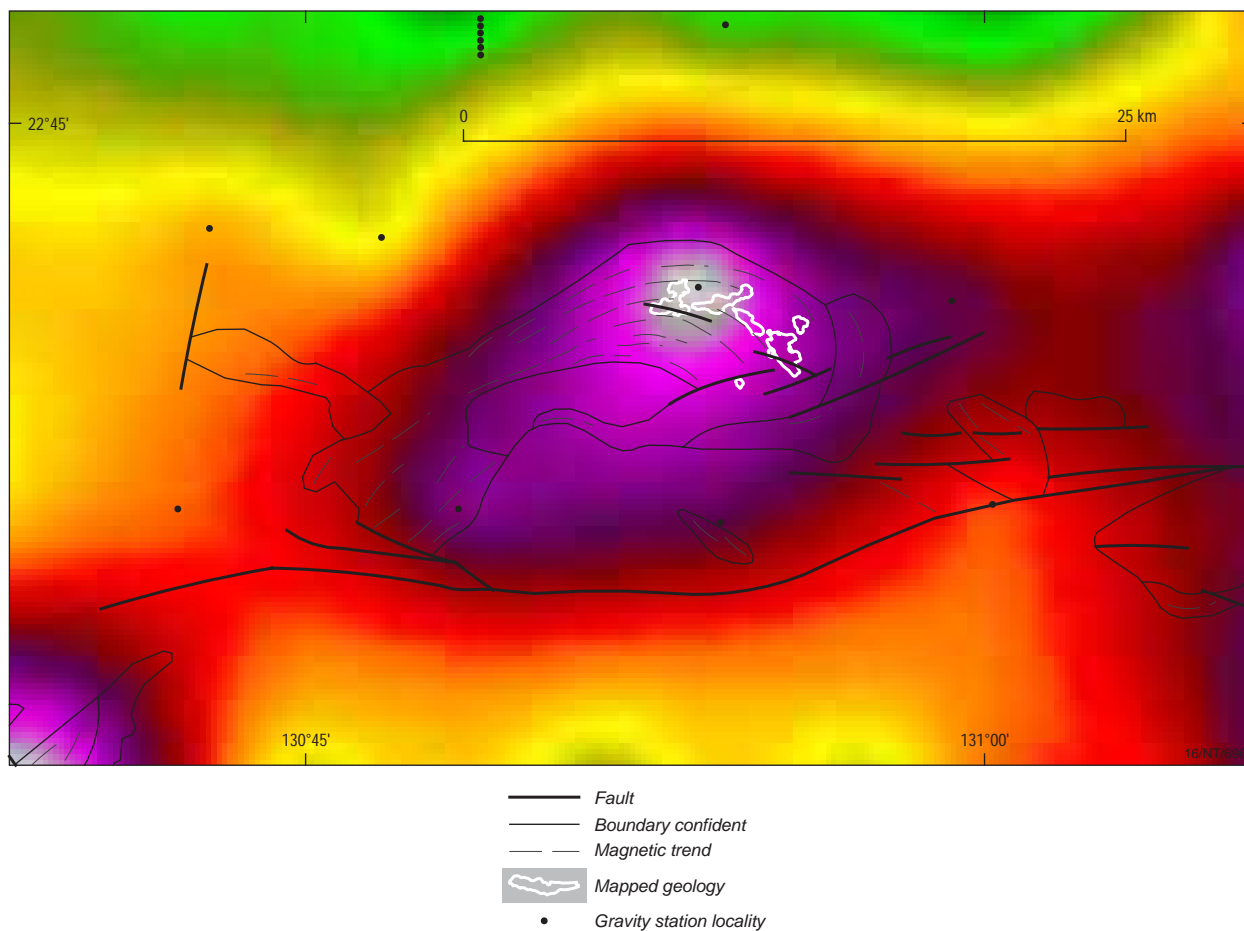 0
25 km
22°45'
130°45'
131°00'
Fault
Boundary confident
Magnetic trend
Mapped geology
Gravity station locality